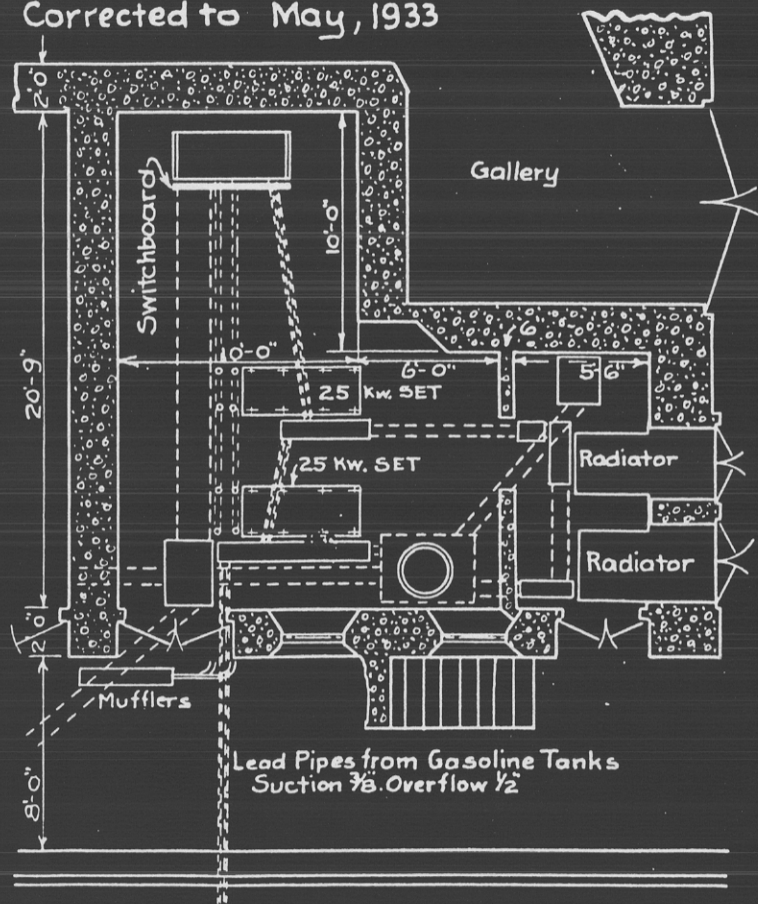 Corrected to May, 1933
2'-0"
Gallery
Switchboard
10'-0"
20'-9"
6
0'-0"
6'-0"
5'-6"
25 Kw. SET
25 Kw. SET
Radiator
Radiator
2'-0"
Mufflers
Lead Pipes from Gasoline Tanks
Suction 3/8". Overflow 1/2"
8'-0"